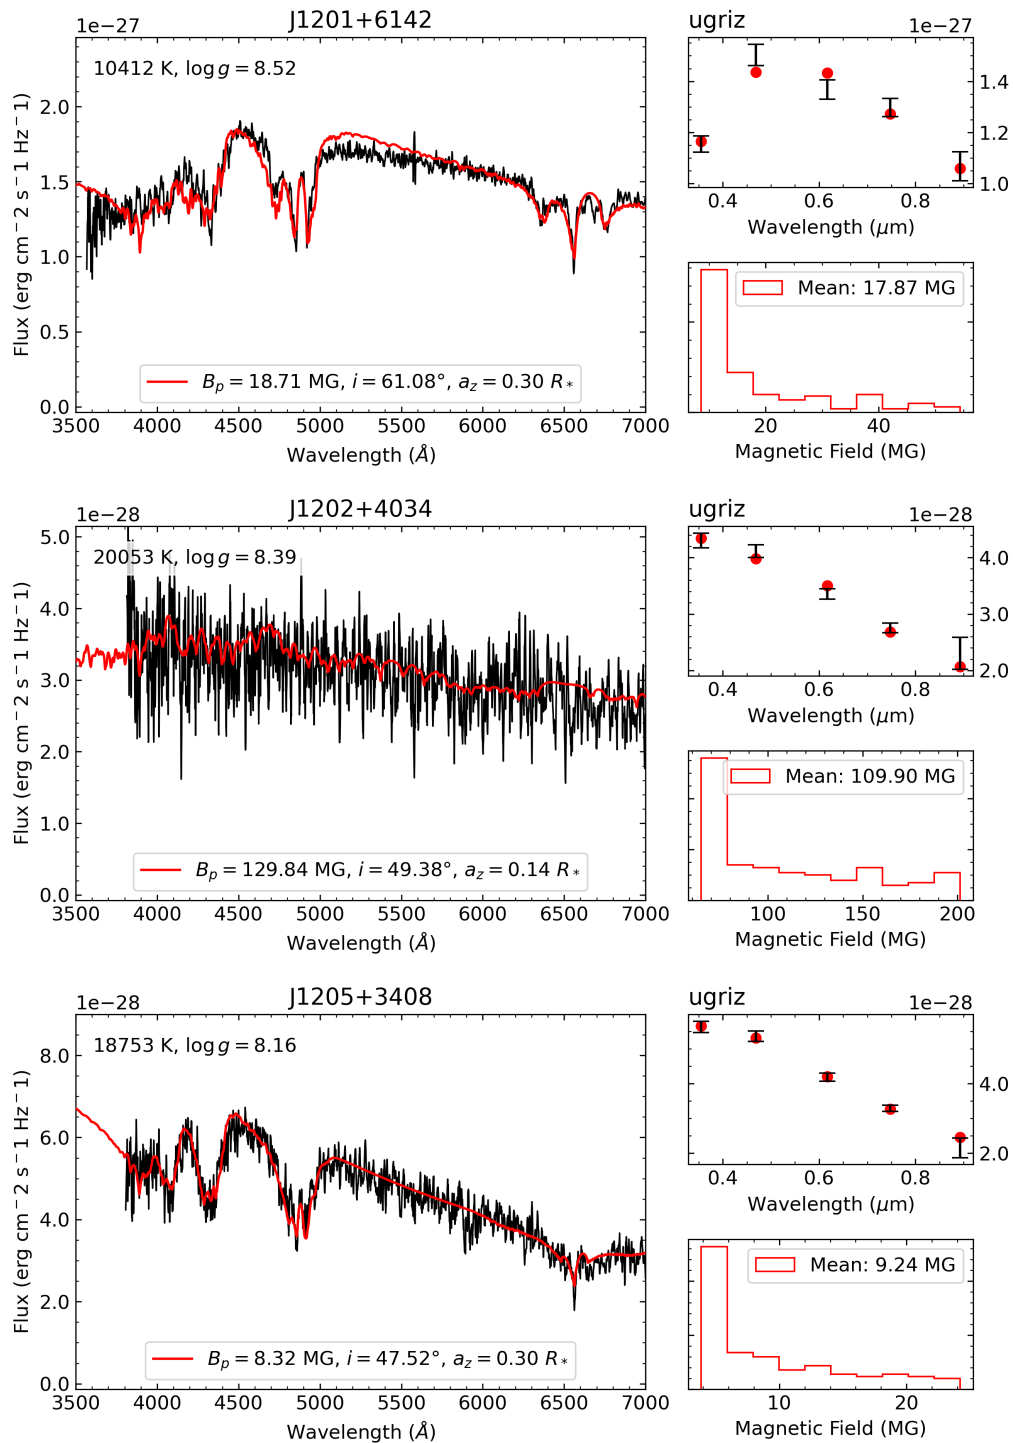 J1201+6142
1e−27
10412 K, log g = 8.52
Flux (erg cm−2 s−1 Hz−1)
2.0
1.5
1.0
0.5
0.0
B_p = 18.71 MG, i = 61.08°, a_z = 0.30 R_*
3500 4000 4500 5000 5500 6000 6500 7000
Wavelength (Å)
ugriz
1e−27
1.4
1.2
1.0
0.4 0.6 0.8
Wavelength (μm)
Mean: 17.87 MG
20 40
Magnetic Field (MG)
J1202+4034
1e−28
20053 K, log g = 8.39
Flux (erg cm−2 s−1 Hz−1)
5.0
4.0
3.0
2.0
1.0
0.0
B_p = 129.84 MG, i = 49.38°, a_z = 0.14 R_*
3500 4000 4500 5000 5500 6000 6500 7000
Wavelength (Å)
ugriz
1e−28
4.0
3.0
2.0
0.4 0.6 0.8
Wavelength (μm)
Mean: 109.90 MG
100 150 200
Magnetic Field (MG)
J1205+3408
1e−28
18753 K, log g = 8.16
Flux (erg cm−2 s−1 Hz−1)
8.0
6.0
4.0
2.0
0.0
B_p = 8.32 MG, i = 47.52°, a_z = 0.30 R_*
3500 4000 4500 5000 5500 6000 6500 7000
Wavelength (Å)
ugriz
1e−28
4.0
2.0
0.4 0.6 0.8
Wavelength (μm)
Mean: 9.24 MG
10 20
Magnetic Field (MG)